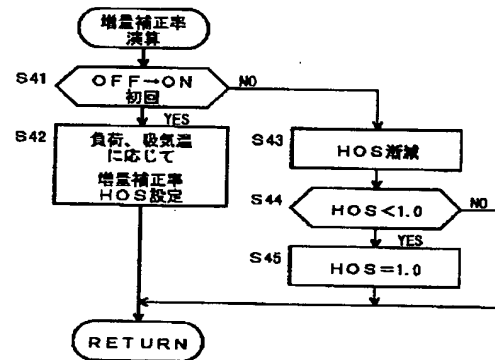 増量補正率
演算
S41
OFF→ON
初回
NO
YES
S42
負荷、吸気温
に応じて
増量補正率
HOS設定
S43
HOS漸減
S44
HOS<1.0
NO
YES
S45
HOS=1.0
RETURN